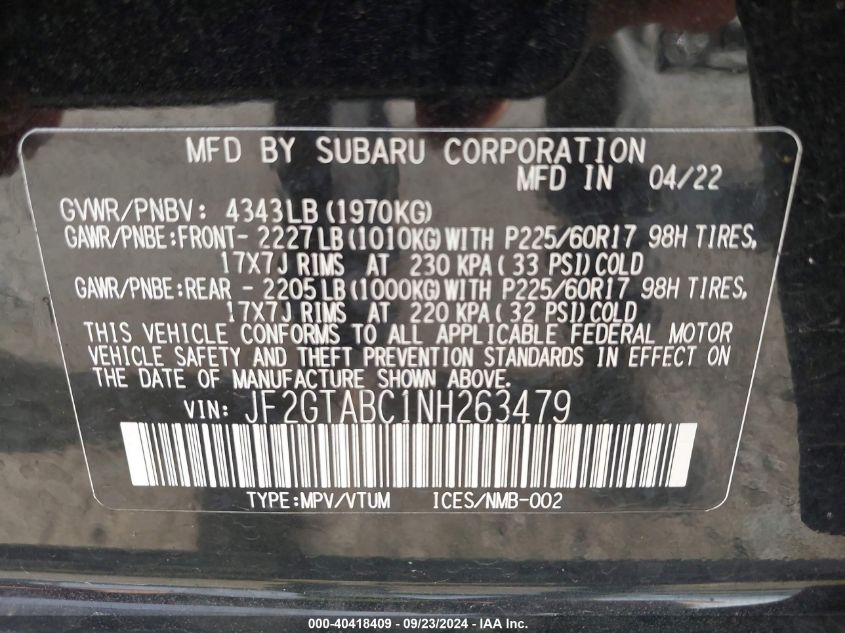 MFD BY SUBARU CORPORATION
MFD IN 04/22
GVWR/PNBV: 4343LB(1970KG)
GAWR/PNBE:FRONT- 2227LB(1010KG)WITH P225/60R17 98H TIRES,
17X7J RIMS AT 230 KPA(33 PSI)COLD
GAWR/PNBE:REAR - 2205LB(1000KG)WITH P225/60R17 98H TIRES,
17X7J RIMS AT 220 KPA(32 PSI)COLD
THIS VEHICLE CONFORMS TO ALL APPLICABLE FEDERAL MOTOR
VEHICLE SAFETY AND THEFT PREVENTION STANDARDS IN EFFECT ON
THE DATE OF MANUFACTURE SHOWN ABOVE.
VIN: JF2GTABC1NH263479
TYPE:MPV/VTUM ICES/NMB-002
000-40418409 - 09/23/2024 - IAA Inc.